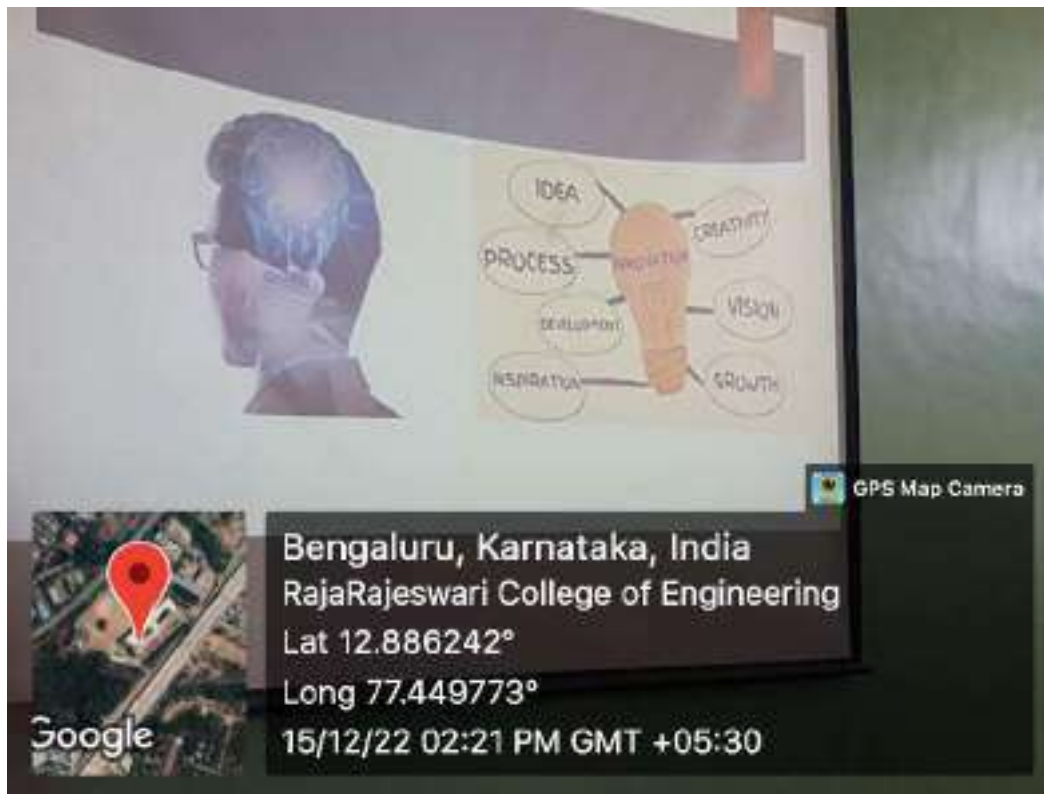 IDEA
CREATIVITY
PROCESS
INNOVATION
VISION
DEVELOPMENT
INSPIRATION
GROWTH
GPS Map Camera
Bengaluru, Karnataka, India
RajaRajeswari College of Engineering
Lat 12.886242°
Long 77.449773°
15/12/22 02:21 PM GMT +05:30
Google